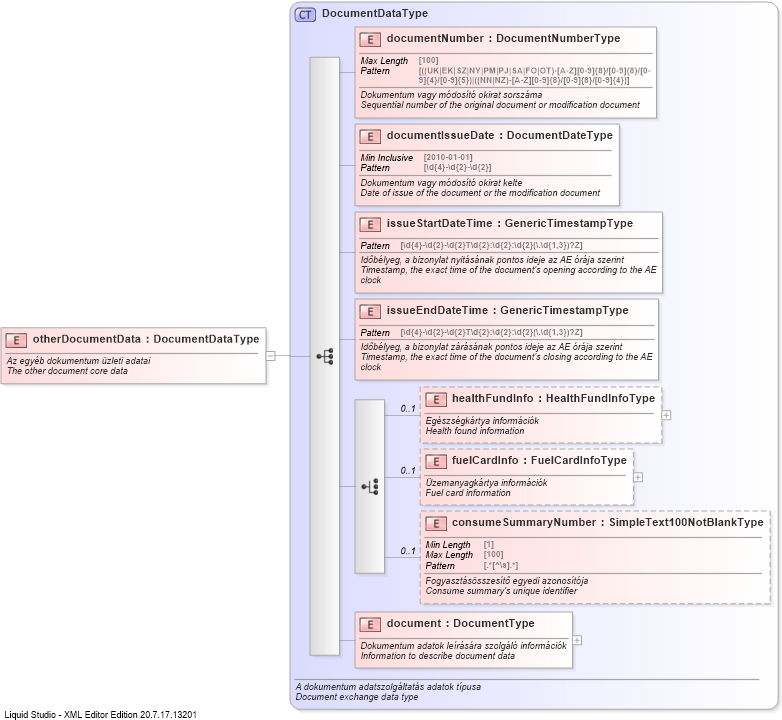 CT DocumentDataType
E documentNumber : DocumentNumberType
Max Length [100]
Pattern [((UK|EK|SZ|NY|PM|PJ|SA|FO|OT)-[A-Z][0-9]{8}/[0-9]{8}/[0-
9]{4}/[0-9]{5})|((NN|NZ)-[A-Z][0-9]{8}/[0-9]{8}/[0-9]{4})]
Dokumentum vagy módosító okirat sorszáma
Sequential number of the original document or modification document
E documentIssueDate : DocumentDateType
Min Inclusive [2010-01-01]
Pattern [\d{4}-\d{2}-\d{2}]
Dokumentum vagy módosító okirat kelte
Date of issue of the document or the modification document
E issueStartDateTime : GenericTimestampType
Pattern [\d{4}-\d{2}-\d{2}T\d{2}:\d{2}:\d{2}(\.\d{1,3})?Z]
Időbélyeg, a bizonylat nyitásának pontos ideje az AE órája szerint
Timestamp, the exact time of the document's opening according to the AE
clock
E issueEndDateTime : GenericTimestampType
Pattern [\d{4}-\d{2}-\d{2}T\d{2}:\d{2}:\d{2}(\.\d{1,3})?Z]
Időbélyeg, a bizonylat zárásának pontos ideje az AE órája szerint
Timestamp, the exact time of the document's closing according to the AE
clock
E otherDocumentData : DocumentDataType
Az egyéb dokumentum üzleti adatai
The other document core data
0..1
E healthFundInfo : HealthFundInfoType
Egészségkártya információk
Health found information
0..1
E fuelCardInfo : FuelCardInfoType
Üzemanyagkártya információk
Fuel card information
0..1
E consumeSummaryNumber : SimpleText100NotBlankType
Min Length [1]
Max Length [100]
Pattern [.*[^\s].*]
Fogyasztásösszesítő egyedi azonosítója
Consume summary's unique identifier
E document : DocumentType
Dokumentum adatok leírására szolgáló információk
Information to describe document data
A dokumentum adatszolgáltatás adatok típusa
Document exchange data type
Liquid Studio - XML Editor Edition 20.7.17.13201